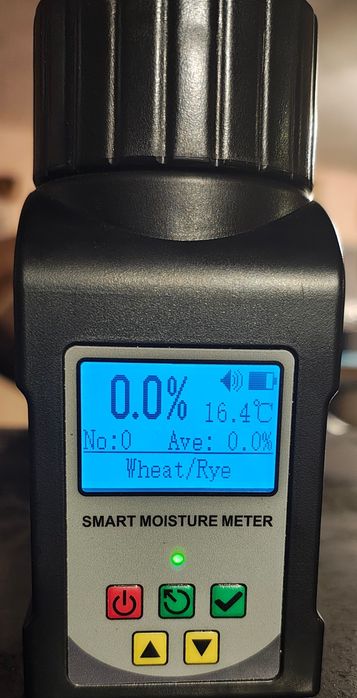 0.0%
16.4°C
No:0 Ave: 0.0%
Wheat/Rye
SMART MOISTURE METER